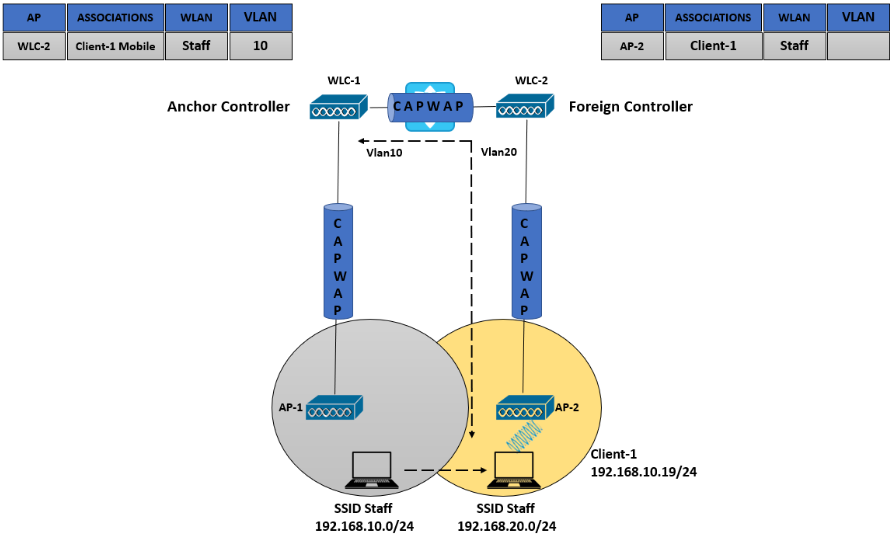 AP ASSOCIATIONS WLAN VLAN
WLC-2 Client-1 Mobile Staff 10
AP ASSOCIATIONS WLAN VLAN
AP-2 Client-1 Staff
WLC-1
WLC-2
Anchor Controller
CAPWAP
Foreign Controller
Vlan10
Vlan20
CAPWAP
CAPWAP
AP-1
AP-2
Client-1
192.168.10.19/24
SSID Staff
192.168.10.0/24
SSID Staff
192.168.20.0/24